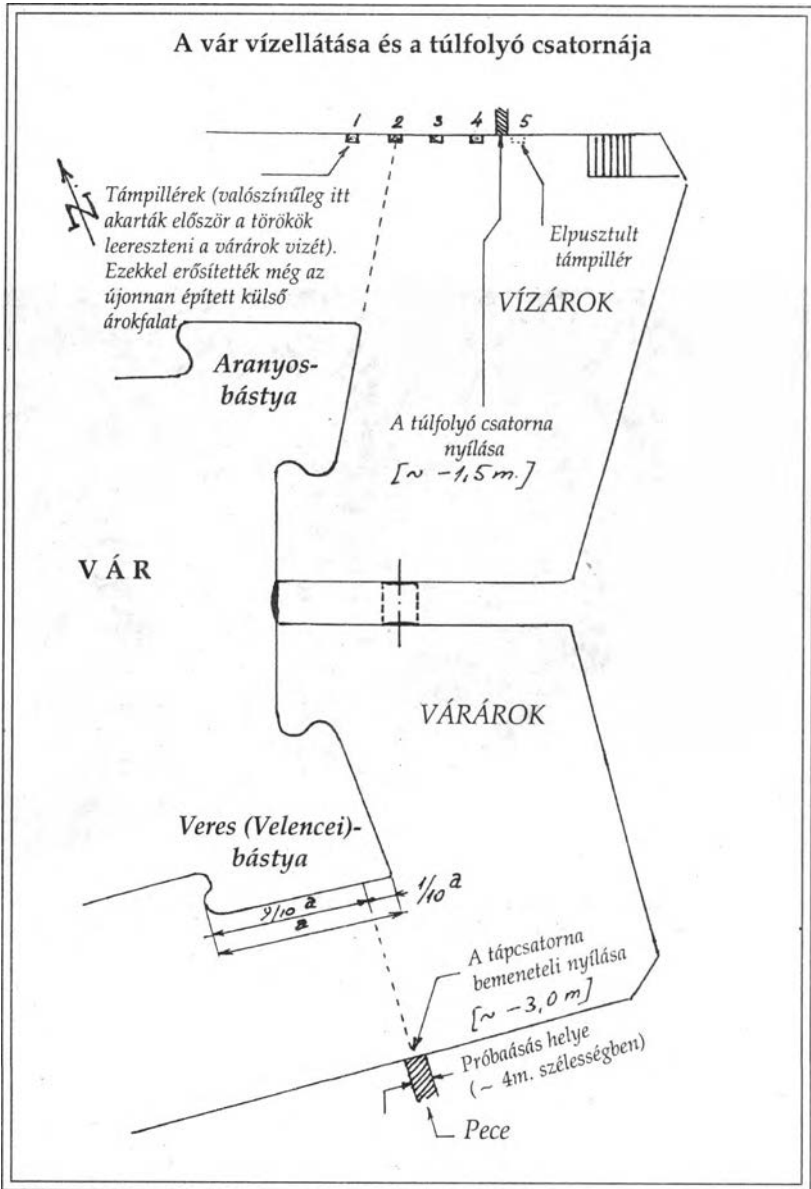 A vár vízellátása és a túlfolyó csatornája
1 2 3 4 5
Támpillérek (valószínűleg itt
akarták először a törökök
leereszteni a várárok vizét).
Ezekkel erősítették még az
újonnan épített külső
árokfalat
Elpusztult
támpillér
VÍZÁROK
Aranyos-
bástya
A túlfolyó csatorna
nyílása
[~ -1,5 m.]
VÁR
VÁRÁROK
Veres (Velencei)-
bástya
9/10 a
1/10 a
a
A tápcsatorna
bemeneteli nyílása
[~ -3,0 m]
Próbaásás helye
(~ 4m. szélességben)
Pece